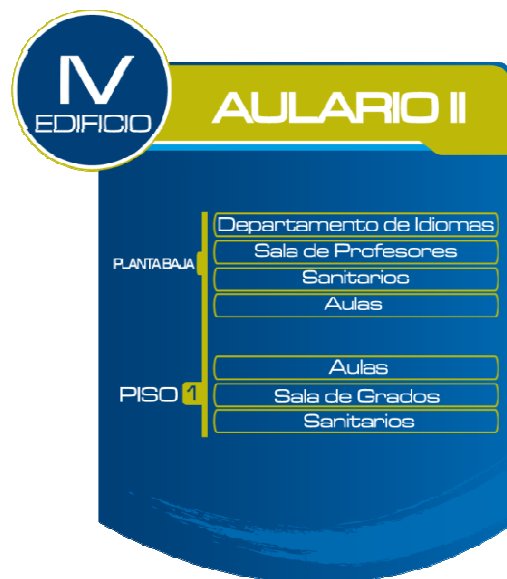 IV
EDIFICIO
AULARIO II
PLANTA BAJA
Departamento de Idiomas
Sala de Profesores
Sanitarios
Aulas
PISO 1
Aulas
Sala de Grados
Sanitarios